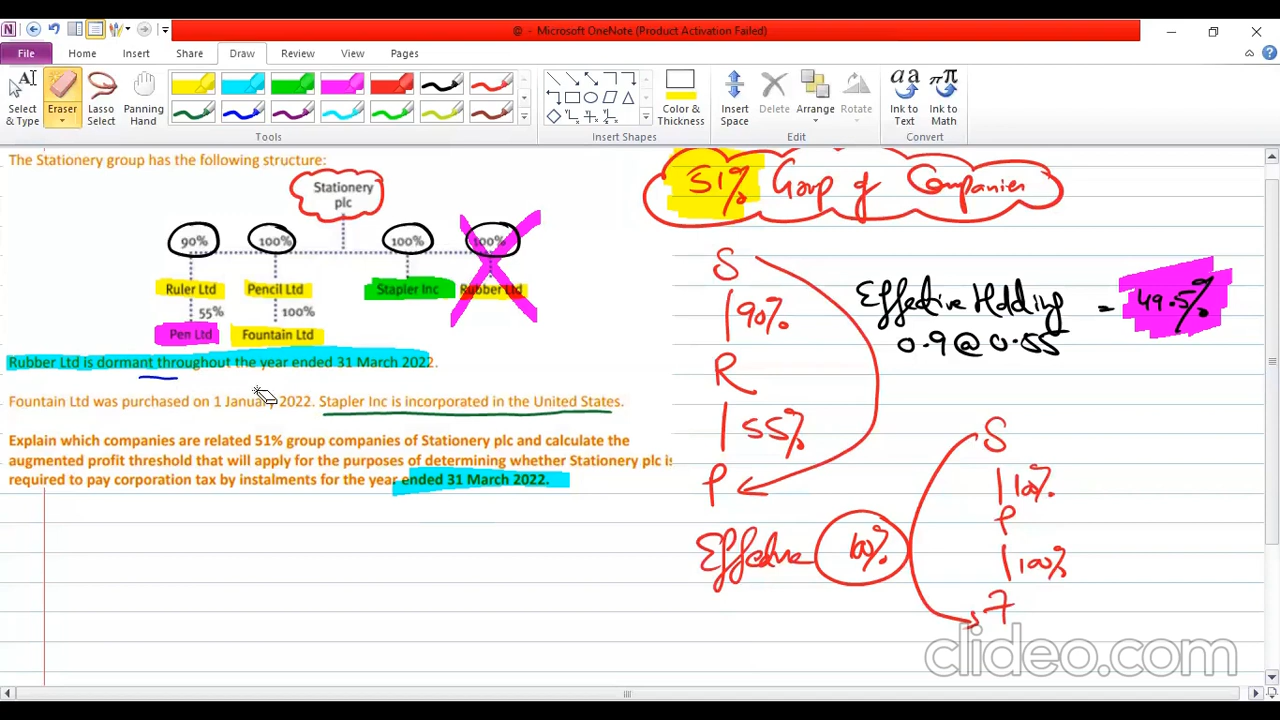 @ - Microsoft OneNote (Product Activation Failed)
File Home Insert Share Draw Review View Pages
Select & Type
Eraser
Lasso Select
Panning Hand
Color & Thickness
Insert Space
Delete
Arrange
Rotate
Ink to Text
Ink to Math
Tools
Insert Shapes
Edit
Convert
The Stationery group has the following structure:
Stationery plc
90% 100% 100% 100%
Ruler Ltd Pencil Ltd Stapler Inc Rubber Ltd
55% 100%
Pen Ltd Fountain Ltd
Rubber Ltd is dormant throughout the year ended 31 March 2022.
Fountain Ltd was purchased on 1 January 2022. Stapler Inc is incorporated in the United States.
Explain which companies are related 51% group companies of Stationery plc and calculate the
augmented profit threshold that will apply for the purposes of determining whether Stationery plc is
required to pay corporation tax by instalments for the year ended 31 March 2022.
51% Group of Companies
S
90%
R
55%
P
Effective Holding = 49.5%
0.9 @ 0.55
S
100%
P
100%
F
Effective 100%
clideo.com